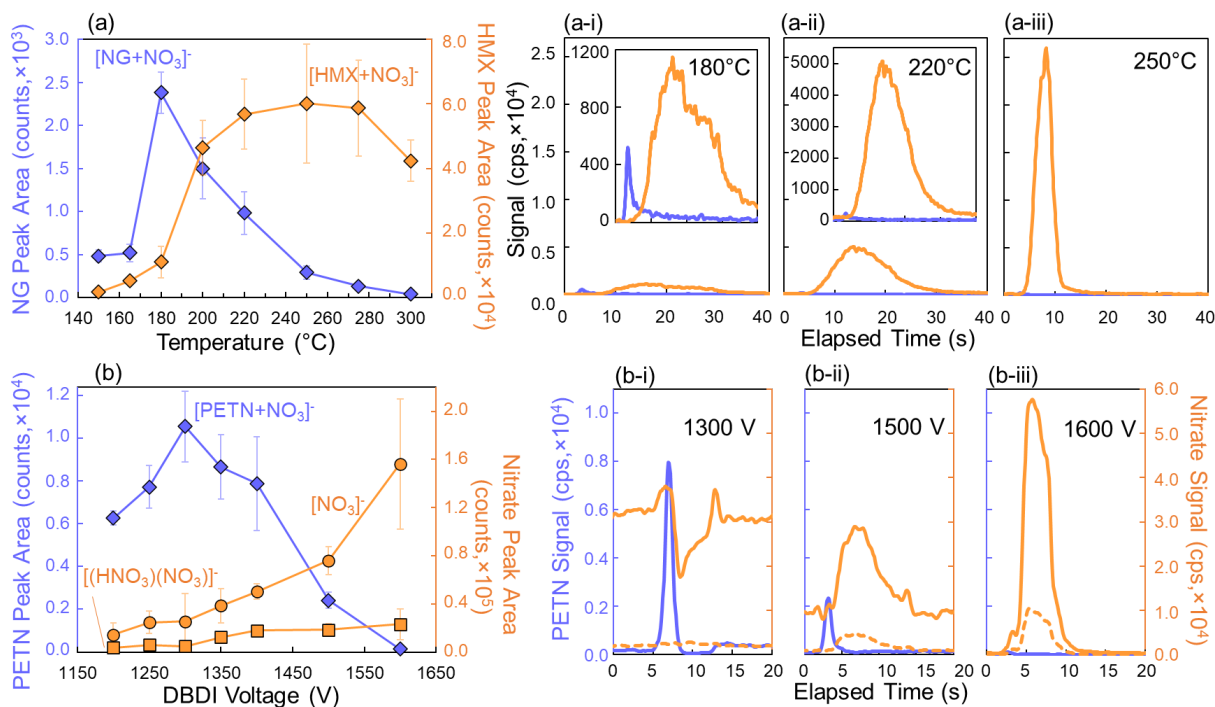 (a)
NG Peak Area (counts,×10³)
3.0
2.5
2.0
1.5
1.0
0.5
0.0
[NG+NO₃]⁻
[HMX+NO₃]⁻
8.0
6.0
4.0
2.0
0.0
HMX Peak Area (counts,×10⁴)
140 160 180 200 220 240 260 280 300
Temperature (°C)
(a-i)
(a-ii)
(a-iii)
Signal (cps,×10⁴)
2.5
2.0
1.5
1.0
0.5
0.0
1200
800
400
0
180°C
5000
4000
3000
2000
1000
0
220°C
250°C
0 10 20 30 40
0 10 20 30 40
0 10 20 30 40
Elapsed Time (s)
(b)
PETN Peak Area (counts,×10⁴)
1.2
1.0
0.8
0.6
0.4
0.2
0.0
[PETN+NO₃]⁻
[NO₃]⁻
[(HNO₃)(NO₃)]⁻
2.0
1.6
1.2
0.8
0.4
0.0
Nitrate Peak Area
(counts,×10⁵)
1150 1250 1350 1450 1550 1650
DBDI Voltage (V)
(b-i)
(b-ii)
(b-iii)
PETN Signal (cps,×10⁴)
1.0
0.8
0.6
0.4
0.2
0.0
1300 V
1500 V
1600 V
6.0
5.0
4.0
3.0
2.0
1.0
0.0
Nitrate Signal
(cps,×10⁴)
0 5 10 15 20
0 5 10 15 20
0 5 10 15 20
Elapsed Time (s)